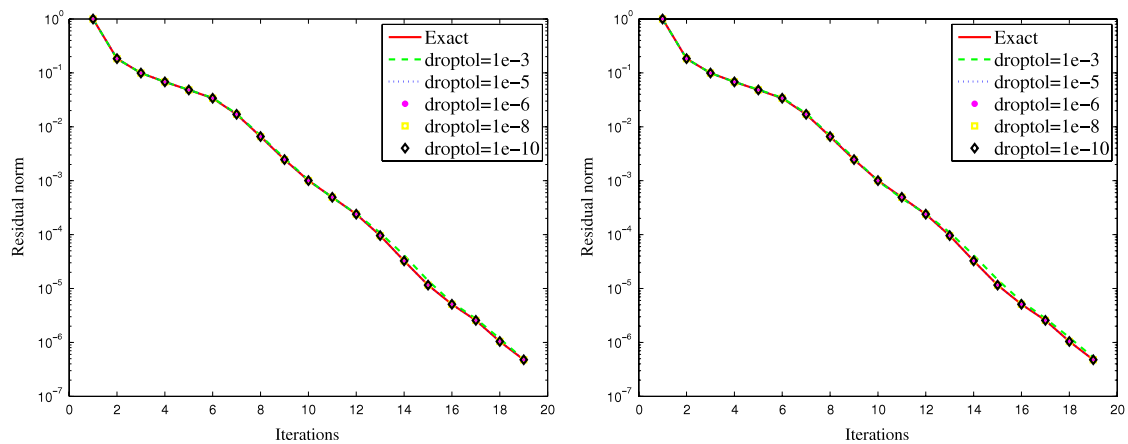 10^0
10^−1
10^−2
10^−3
10^−4
10^−5
10^−6
10^−7
Residual norm
Exact
droptol=1e−3
droptol=1e−5
droptol=1e−6
droptol=1e−8
droptol=1e−10
0 2 4 6 8 10 12 14 16 18 20
Iterations
10^0
10^−1
10^−2
10^−3
10^−4
10^−5
10^−6
10^−7
Residual norm
Exact
droptol=1e−3
droptol=1e−5
droptol=1e−6
droptol=1e−8
droptol=1e−10
0 2 4 6 8 10 12 14 16 18 20
Iterations